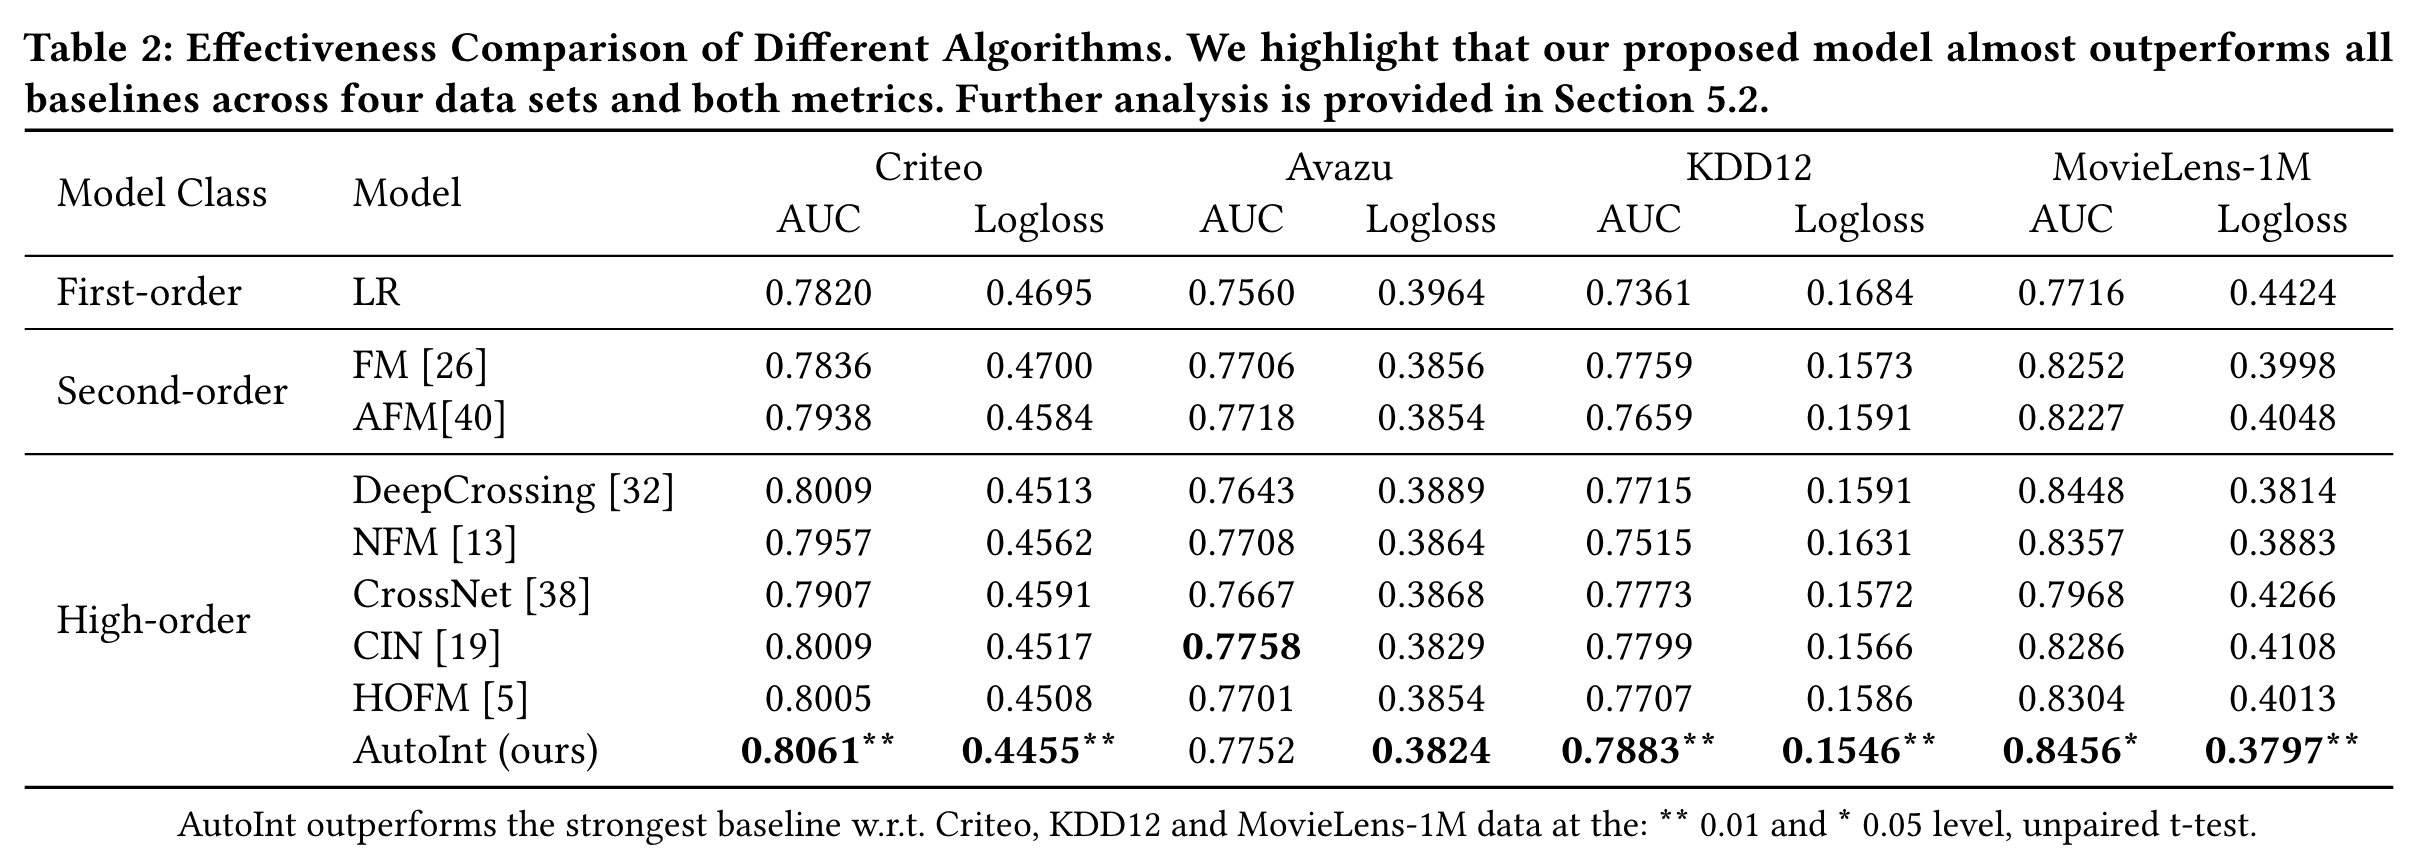 Table 2: Effectiveness Comparison of Different Algorithms. We highlight that our proposed model almost outperforms all
baselines across four data sets and both metrics. Further analysis is provided in Section 5.2.
Model Class Model Criteo Avazu KDD12 MovieLens-1M
AUC Logloss AUC Logloss AUC Logloss AUC Logloss
First-order LR 0.7820 0.4695 0.7560 0.3964 0.7361 0.1684 0.7716 0.4424
Second-order FM [26] 0.7836 0.4700 0.7706 0.3856 0.7759 0.1573 0.8252 0.3998
AFM[40] 0.7938 0.4584 0.7718 0.3854 0.7659 0.1591 0.8227 0.4048
High-order DeepCrossing [32] 0.8009 0.4513 0.7643 0.3889 0.7715 0.1591 0.8448 0.3814
NFM [13] 0.7957 0.4562 0.7708 0.3864 0.7515 0.1631 0.8357 0.3883
CrossNet [38] 0.7907 0.4591 0.7667 0.3868 0.7773 0.1572 0.7968 0.4266
CIN [19] 0.8009 0.4517 0.7758 0.3829 0.7799 0.1566 0.8286 0.4108
HOFM [5] 0.8005 0.4508 0.7701 0.3854 0.7707 0.1586 0.8304 0.4013
AutoInt (ours) 0.8061** 0.4455** 0.7752 0.3824 0.7883** 0.1546** 0.8456* 0.3797**
AutoInt outperforms the strongest baseline w.r.t. Criteo, KDD12 and MovieLens-1M data at the: ** 0.01 and * 0.05 level, unpaired t-test.